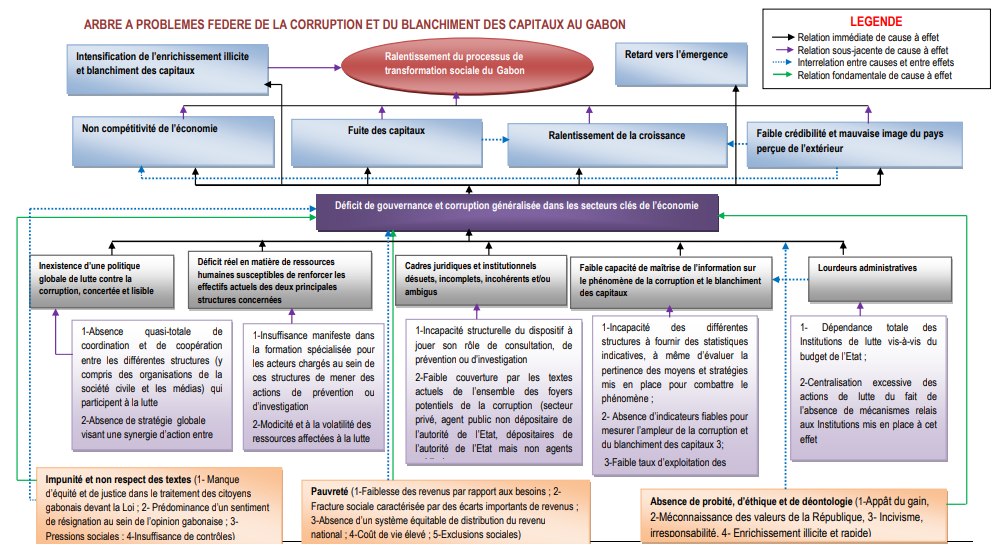 ARBRE A PROBLEMES FEDERE DE LA CORRUPTION ET DU BLANCHIMENT DES CAPITAUX AU GABON
LEGENDE
Relation immédiate de cause à effet
Relation sous-jacente de cause à effet
Interrelation entre causes et entre effets
Relation fondamentale de cause à effet
Intensification de l'enrichissement illicite
et blanchiment des capitaux
Ralentissement du processus de
transformation sociale du Gabon
Retard vers l'émergence
Non compétitivité de l'économie
Fuite des capitaux
Ralentissement de la croissance
Faible crédibilité et mauvaise image du pays
perçue de l'extérieur
Déficit de gouvernance et corruption généralisée dans les secteurs clés de l'économie
Inexistence d'une politique
globale de lutte contre la
corruption, concertée et lisible
Déficit réel en matière de ressources
humaines susceptibles de renforcer les
effectifs actuels des deux principales
structures concernées
Cadres juridiques et institutionnels
désuets, incomplets, incohérents et/ou
ambigus
Faible capacité de maîtrise de l'information sur
le phénomène de la corruption et le blanchiment
des capitaux
Lourdeurs administratives
1-Absence quasi-totale de
coordination et de coopération
entre les différentes structures (y
compris des organisations de la
société civile et les médias) qui
participent à la lutte
2-Absence de stratégie globale
visant une synergie d'action entre
1-Insuffisance manifeste dans
la formation spécialisée pour
les acteurs chargés au sein de
ces structures de mener des
actions de prévention ou
d'investigation
2-Modicité et à la volatilité des
ressources affectées à la lutte
1-Incapacité structurelle du dispositif à
jouer son rôle de consultation, de
prévention ou d'investigation
2-Faible couverture par les textes
actuels de l'ensemble des foyers
potentiels de la corruption (secteur
privé, agent public non dépositaire de
l'autorité de l'Etat, dépositaires de
l'autorité de l'Etat mais non agents
1-Incapacité des différentes
structures à fournir des statistiques
indicatives, à même d'évaluer la
pertinence des moyens et stratégies
mis en place pour combattre le
phénomène ;
2- Absence d'indicateurs fiables pour
mesurer l'ampleur de la corruption et
du blanchiment des capitaux 3;
3-Faible taux d'exploitation des
1- Dépendance totale des
Institutions de lutte vis-à-vis du
budget de l'Etat ;
2-Centralisation excessive des
actions de lutte du fait de
l'absence de mécanismes relais
aux Institutions mis en place à cet
effet
Impunité et non respect des textes (1- Manque
d'équité et de justice dans le traitement des citoyens
gabonais devant la Loi ; 2- Prédominance d'un sentiment
de résignation au sein de l'opinion gabonaise ; 3-
Pressions sociales ; 4-Insuffisance de contrôles)
Pauvreté (1-Faiblesse des revenus par rapport aux besoins ; 2-
Fracture sociale caractérisée par des écarts importants de revenus ;
3-Absence d'un système équitable de distribution du revenu
national ; 4-Coût de vie élevé ; 5-Exclusions sociales)
Absence de probité, d'éthique et de déontologie (1-Appât du gain,
2-Méconnaissance des valeurs de la République, 3- Incivisme,
irresponsabilité, 4- Enrichissement illicite et rapide)